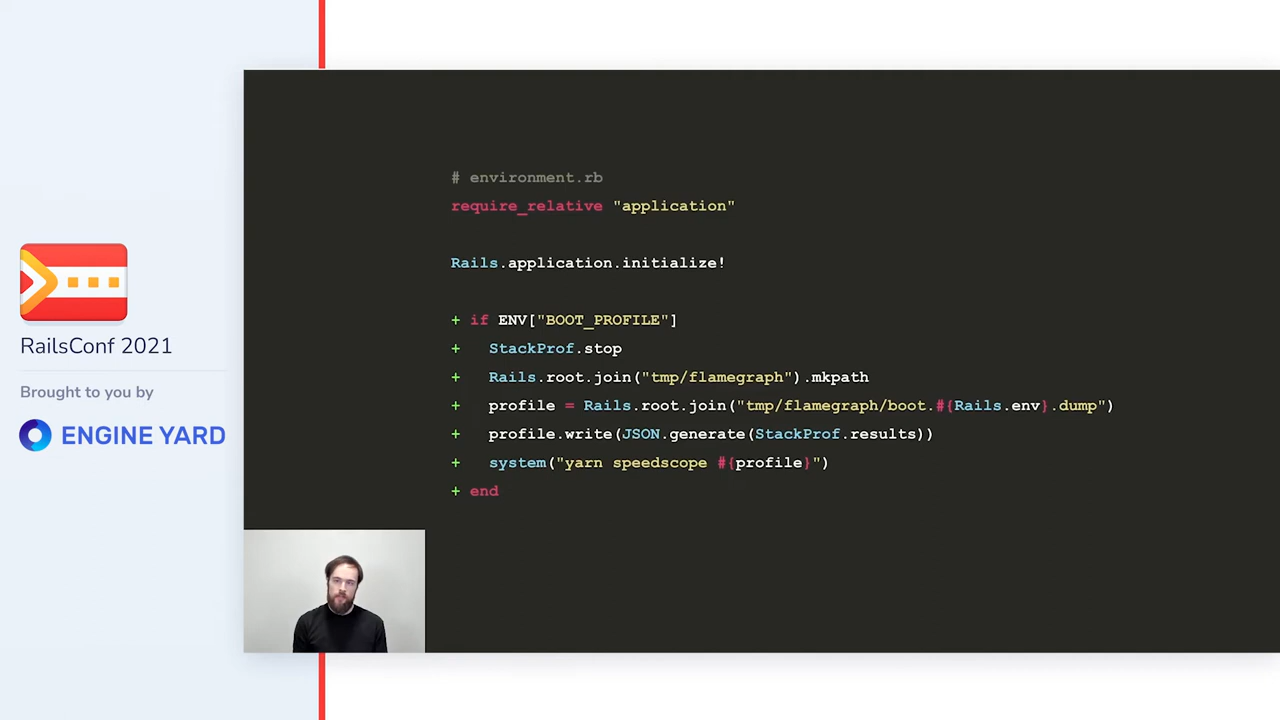 RailsConf 2021
Brought to you by
ENGINE YARD
# environment.rb
require_relative "application"
Rails.application.initialize!
+ if ENV["BOOT_PROFILE"]
+   StackProf.stop
+   Rails.root.join("tmp/flamegraph").mkpath
+   profile = Rails.root.join("tmp/flamegraph/boot.#{Rails.env}.dump")
+   profile.write(JSON.generate(StackProf.results))
+   system("yarn speedscope #{profile}")
+ end